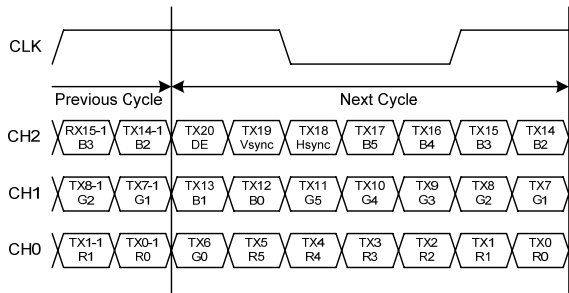 CLK
Previous Cycle Next Cycle
CH2 RX15-1 TX14-1 TX20 TX19 TX18 TX17 TX16 TX15 TX14
B3 B2 DE Vsync Hsync B5 B4 B3 B2
CH1 TX8-1 TX7-1 TX13 TX12 TX11 TX10 TX9 TX8 TX7
G2 G1 B1 B0 G5 G4 G3 G2 G1
CH0 TX1-1 TX0-1 TX6 TX5 TX4 TX3 TX2 TX1 TX0
R1 R0 G0 R5 R4 R3 R2 R1 R0